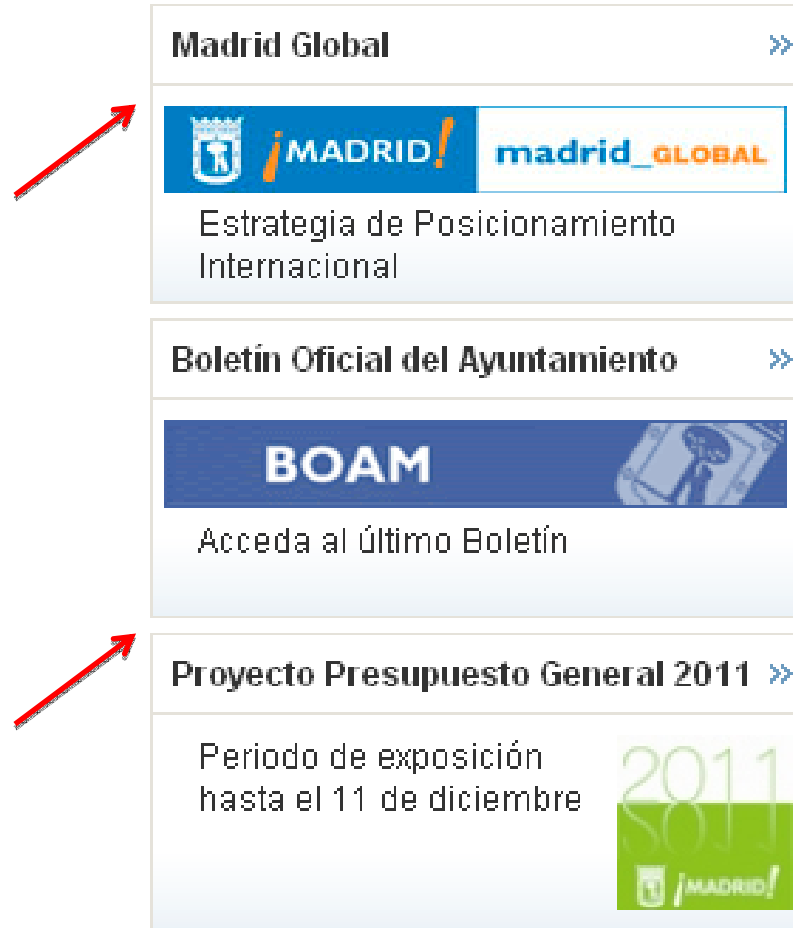 Madrid Global »
¡MADRID! madrid_GLOBAL
Estrategia de Posicionamiento
Internacional
Boletín Oficial del Ayuntamiento »
BOAM
Acceda al último Boletín
Proyecto Presupuesto General 2011 »
Periodo de exposición
hasta el 11 de diciembre
2011
2011
¡MADRID!